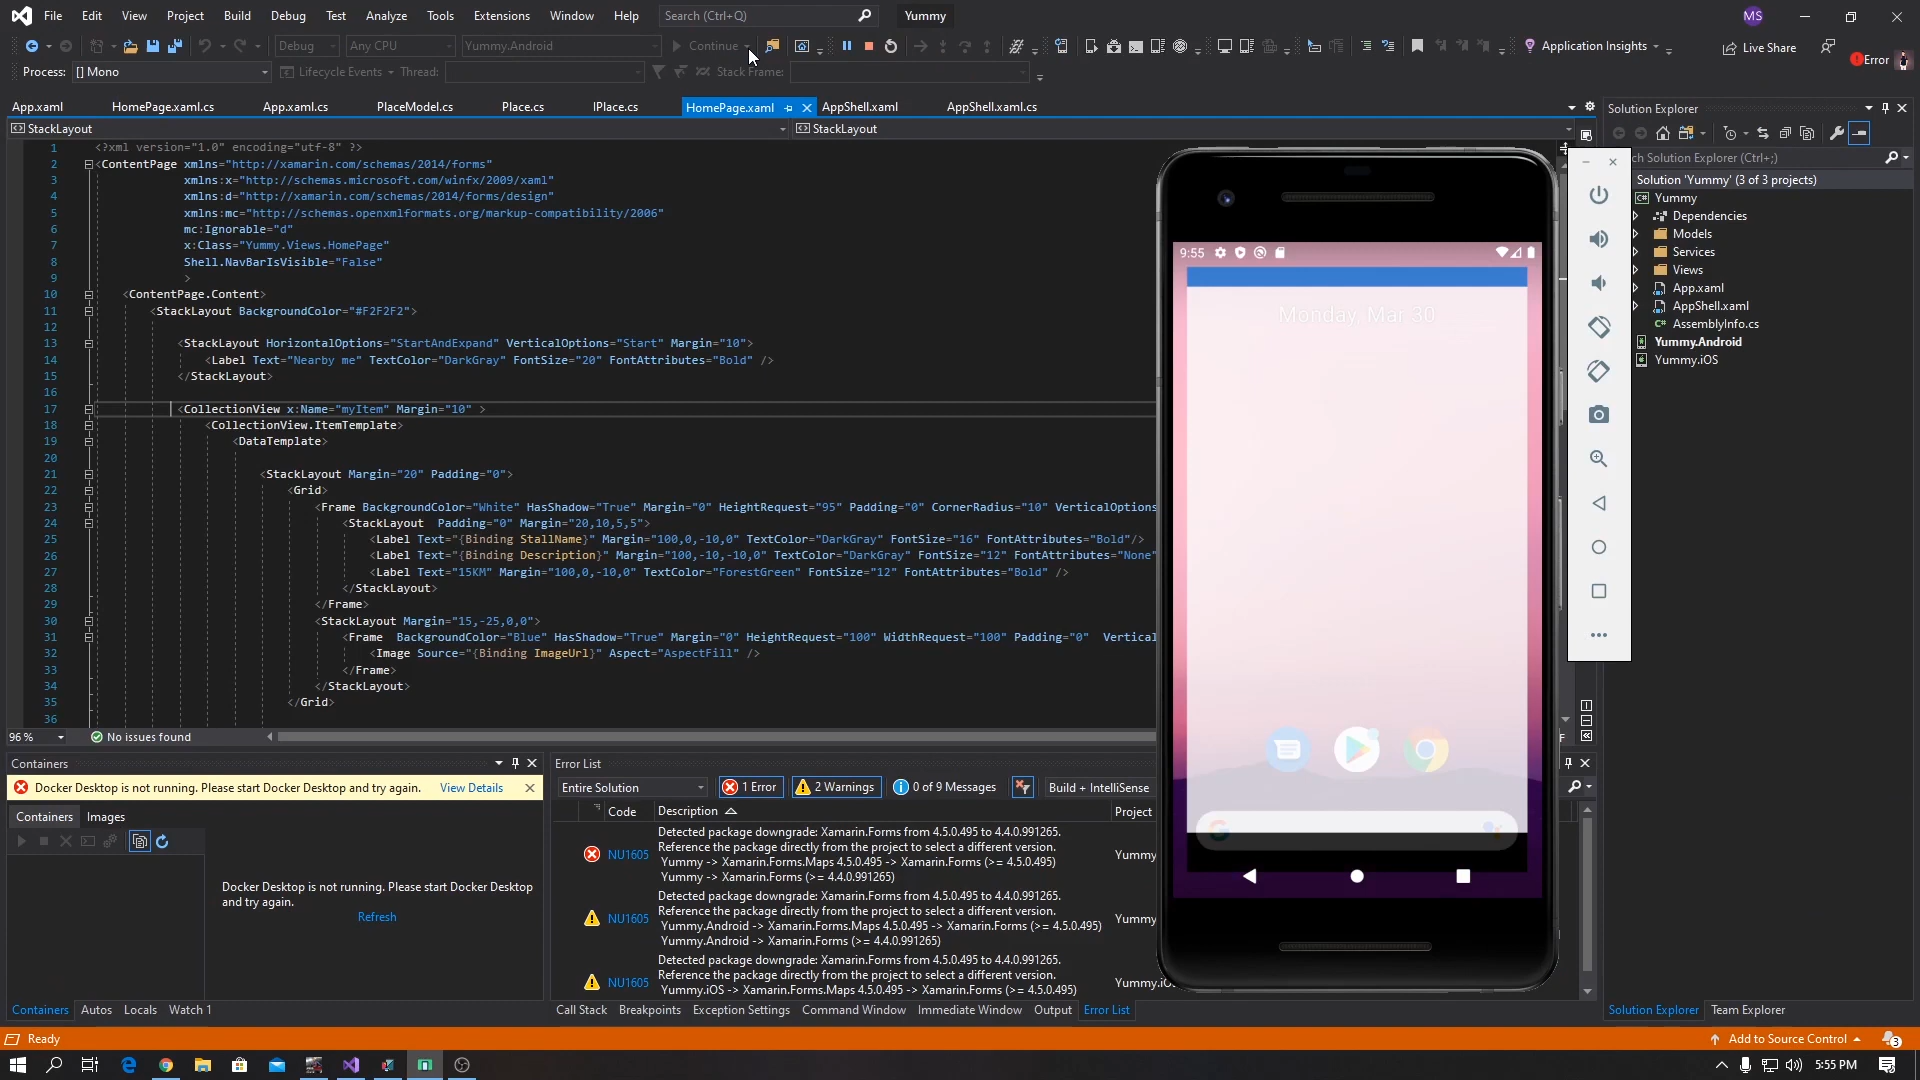 File Edit View Project Build Debug Test Analyze Tools Extensions Window Help Search (Ctrl+Q) Yummy MS
Debug Any CPU Yummy.Android Continue Application Insights Live Share Error
Process: [] Mono Lifecycle Events Thread: Stack Frame:
App.xaml HomePage.xaml.cs App.xaml.cs PlaceModel.cs Place.cs IPlace.cs HomePage.xaml AppShell.xaml AppShell.xaml.cs
StackLayout StackLayout
1 <?xml version="1.0" encoding="utf-8" ?>
2 <ContentPage xmlns="http://xamarin.com/schemas/2014/forms"
3 xmlns:x="http://schemas.microsoft.com/winfx/2009/xaml"
4 xmlns:d="http://xamarin.com/schemas/2014/forms/design"
5 xmlns:mc="http://schemas.openxmlformats.org/markup-compatibility/2006"
6 mc:Ignorable="d"
7 x:Class="Yummy.Views.HomePage"
8 Shell.NavBarIsVisible="False"
9 >
10 <ContentPage.Content>
11 <StackLayout BackgroundColor="#F2F2F2">
12
13 <StackLayout HorizontalOptions="StartAndExpand" VerticalOptions="Start" Margin="10">
14 <Label Text="Nearby me" TextColor="DarkGray" FontSize="20" FontAttributes="Bold" />
15 </StackLayout>
16
17 <CollectionView x:Name="myItem" Margin="10" >
18 <CollectionView.ItemTemplate>
19 <DataTemplate>
20
21 <StackLayout Margin="20" Padding="0">
22 <Grid>
23 <Frame BackgroundColor="White" HasShadow="True" Margin="0" HeightRequest="95" Padding="0" CornerRadius="10" VerticalOptions
24 <StackLayout Padding="0" Margin="20,10,5,5">
25 <Label Text="{Binding StallName}" Margin="100,0,-10,0" TextColor="DarkGray" FontSize="16" FontAttributes="Bold"/>
26 <Label Text="{Binding Description}" Margin="100,-10,-10,0" TextColor="DarkGray" FontSize="12" FontAttributes="None"
27 <Label Text="15KM" Margin="100,0,-10,0" TextColor="ForestGreen" FontSize="12" FontAttributes="Bold" />
28 </StackLayout>
29 </Frame>
30 <StackLayout Margin="15,-25,0,0">
31 <Frame BackgroundColor="Blue" HasShadow="True" Margin="0" HeightRequest="100" WidthRequest="100" Padding="0" Vertical
32 <Image Source="{Binding ImageUrl}" Aspect="AspectFill" />
33 </Frame>
34 </StackLayout>
35 </Grid>
36
96 % No issues found
9:55
Monday, Mar 30
Solution Explorer
ch Solution Explorer (Ctrl+;)
Solution 'Yummy' (3 of 3 projects)
Yummy
Dependencies
Models
Services
Views
App.xaml
AppShell.xaml
AssemblyInfo.cs
Yummy.Android
Yummy.iOS
Containers
Docker Desktop is not running. Please start Docker Desktop and try again. View Details
Containers Images
Docker Desktop is not running. Please start Docker Desktop
and try again.
Refresh
Containers Autos Locals Watch 1
Error List
Entire Solution 1 Error 2 Warnings 0 of 9 Messages Build + IntelliSense
Code Description Project
NU1605 Detected package downgrade: Xamarin.Forms from 4.5.0.495 to 4.4.0.991265.
Reference the package directly from the project to select a different version.
Yummy -> Xamarin.Forms.Maps 4.5.0.495 -> Xamarin.Forms (>= 4.5.0.495)
Yummy -> Xamarin.Forms (>= 4.4.0.991265)
Yummy
NU1605 Detected package downgrade: Xamarin.Forms from 4.5.0.495 to 4.4.0.991265.
Reference the package directly from the project to select a different version.
Yummy.Android -> Xamarin.Forms.Maps 4.5.0.495 -> Xamarin.Forms (>= 4.5.0.495)
Yummy.Android -> Xamarin.Forms (>= 4.4.0.991265)
Yummy
NU1605 Detected package downgrade: Xamarin.Forms from 4.5.0.495 to 4.4.0.991265.
Reference the package directly from the project to select a different version.
Yummy.iOS -> Xamarin.Forms.Maps 4.5.0.495 -> Xamarin.Forms (>= 4.5.0.495)
Yummy.iO
Call Stack Breakpoints Exception Settings Command Window Immediate Window Output Error List
Solution Explorer Team Explorer
Ready Add to Source Control 3
5:55 PM